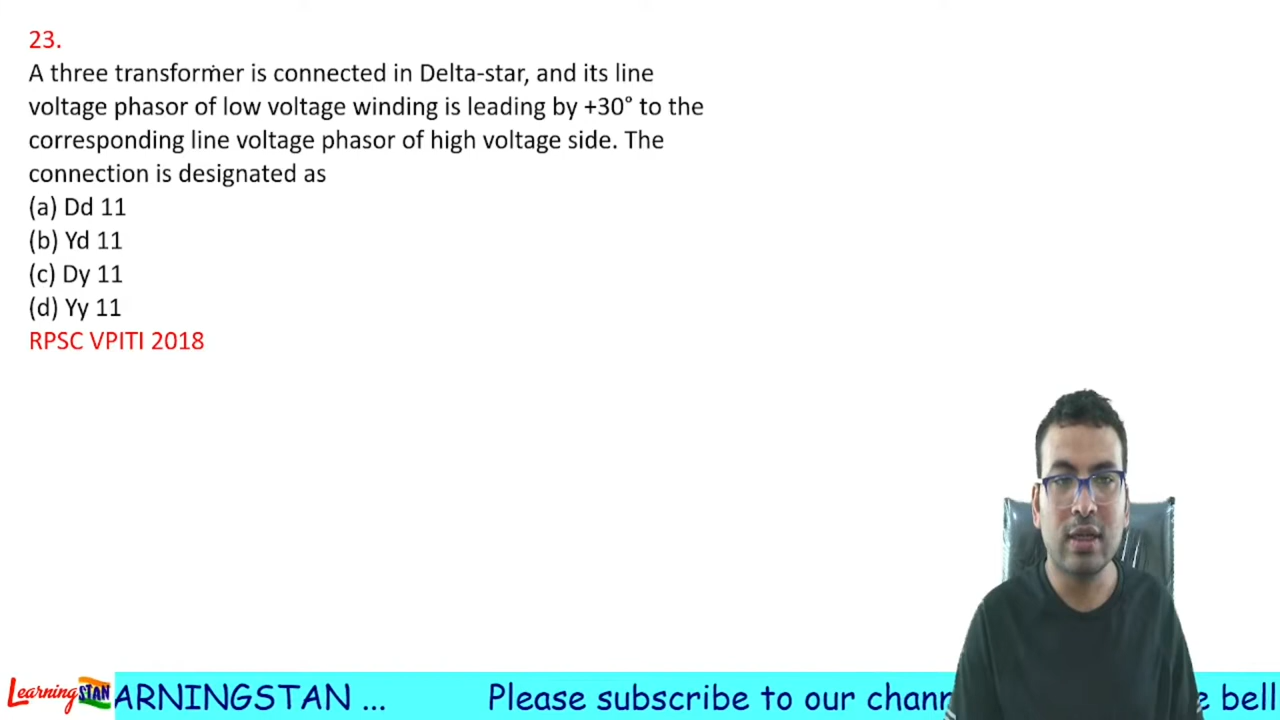 23.
A three transformer is connected in Delta-star, and its line
voltage phasor of low voltage winding is leading by +30° to the
corresponding line voltage phasor of high voltage side. The
connection is designated as
(a) Dd 11
(b) Yd 11
(c) Dy 11
(d) Yy 11
RPSC VPITI 2018
LearningSTAN
ARNINGSTAN ... Please subscribe to our chann e bell